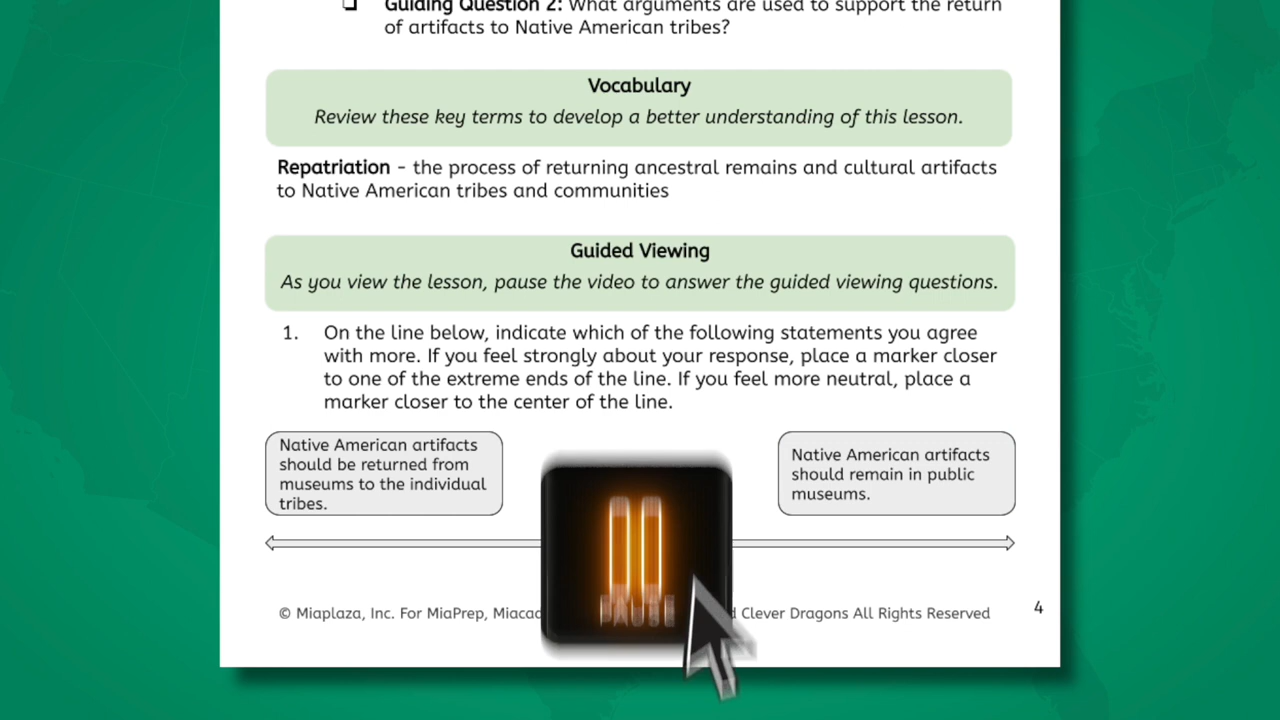 Guiding Question 2: What arguments are used to support the return
of artifacts to Native American tribes?
Vocabulary
Review these key terms to develop a better understanding of this lesson.
Repatriation - the process of returning ancestral remains and cultural artifacts
to Native American tribes and communities
Guided Viewing
As you view the lesson, pause the video to answer the guided viewing questions.
1. On the line below, indicate which of the following statements you agree
with more. If you feel strongly about your response, place a marker closer
to one of the extreme ends of the line. If you feel more neutral, place a
marker closer to the center of the line.
Native American artifacts
should be returned from
museums to the individual
tribes.
Native American artifacts
should remain in public
museums.
PAUSE
© Miaplaza, Inc. For MiaPrep, Clever Dragons All Rights Reserved
4